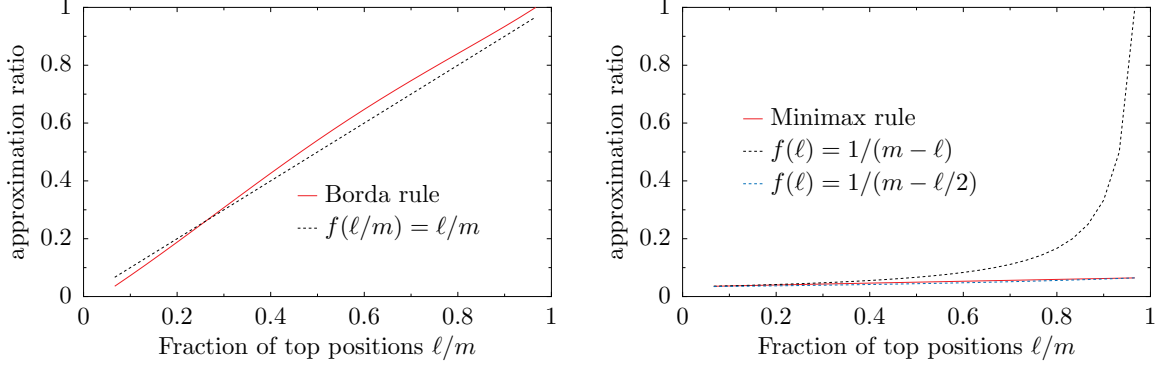 1
0.8
0.6
0.4
0.2
0
approximation ratio
Borda rule
f(ℓ/m) = ℓ/m
0 0.2 0.4 0.6 0.8 1
Fraction of top positions ℓ/m
1
0.8
0.6
0.4
0.2
0
approximation ratio
Minimax rule
f(ℓ) = 1/(m − ℓ)
f(ℓ) = 1/(m − ℓ/2)
0 0.2 0.4 0.6 0.8 1
Fraction of top positions ℓ/m